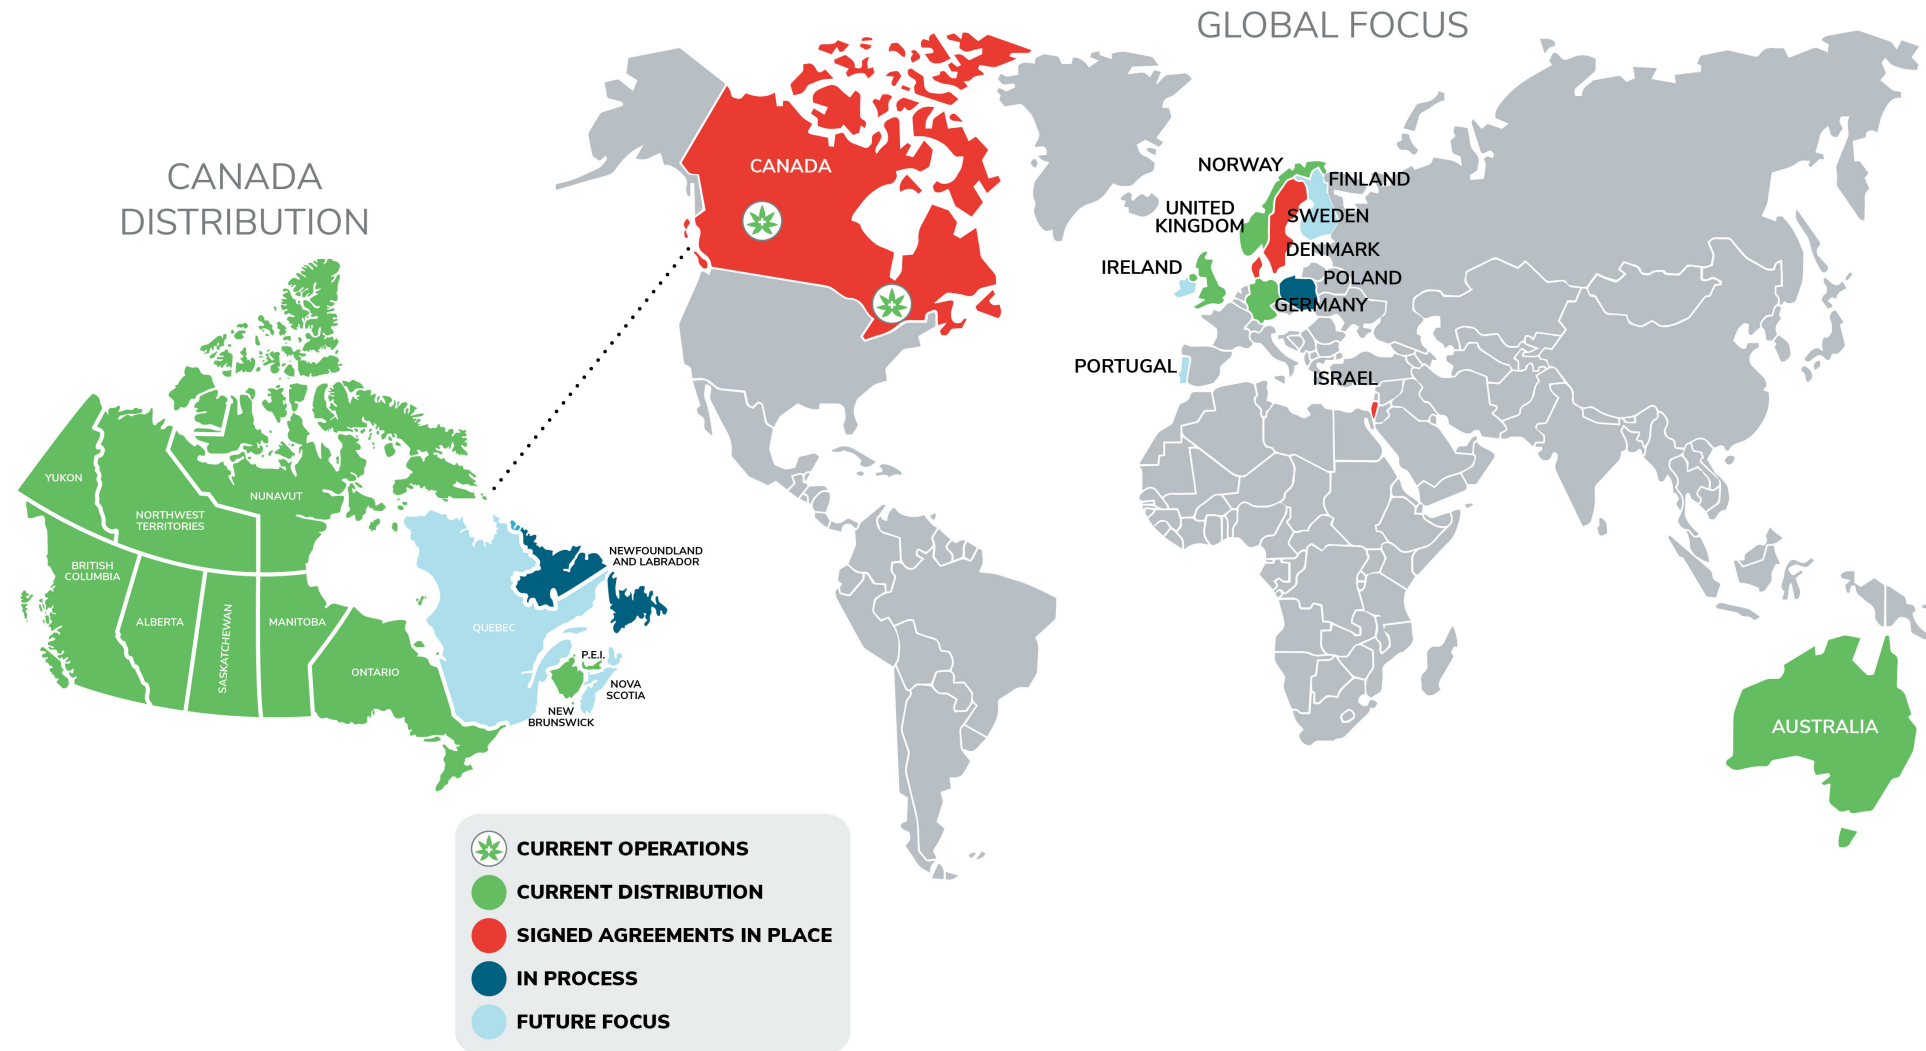 GLOBAL FOCUS
CANADA
DISTRIBUTION
CANADA
NORWAY
FINLAND
UNITED
KINGDOM
SWEDEN
DENMARK
IRELAND
POLAND
GERMANY
PORTUGAL
ISRAEL
AUSTRALIA
YUKON
NUNAVUT
NORTHWEST
TERRITORIES
BRITISH
COLUMBIA
ALBERTA
SASKATCHEWAN
MANITOBA
ONTARIO
QUEBEC
NEWFOUNDLAND
AND LABRADOR
P.E.I.
NOVA
SCOTIA
NEW
BRUNSWICK
CURRENT OPERATIONS
CURRENT DISTRIBUTION
SIGNED AGREEMENTS IN PLACE
IN PROCESS
FUTURE FOCUS